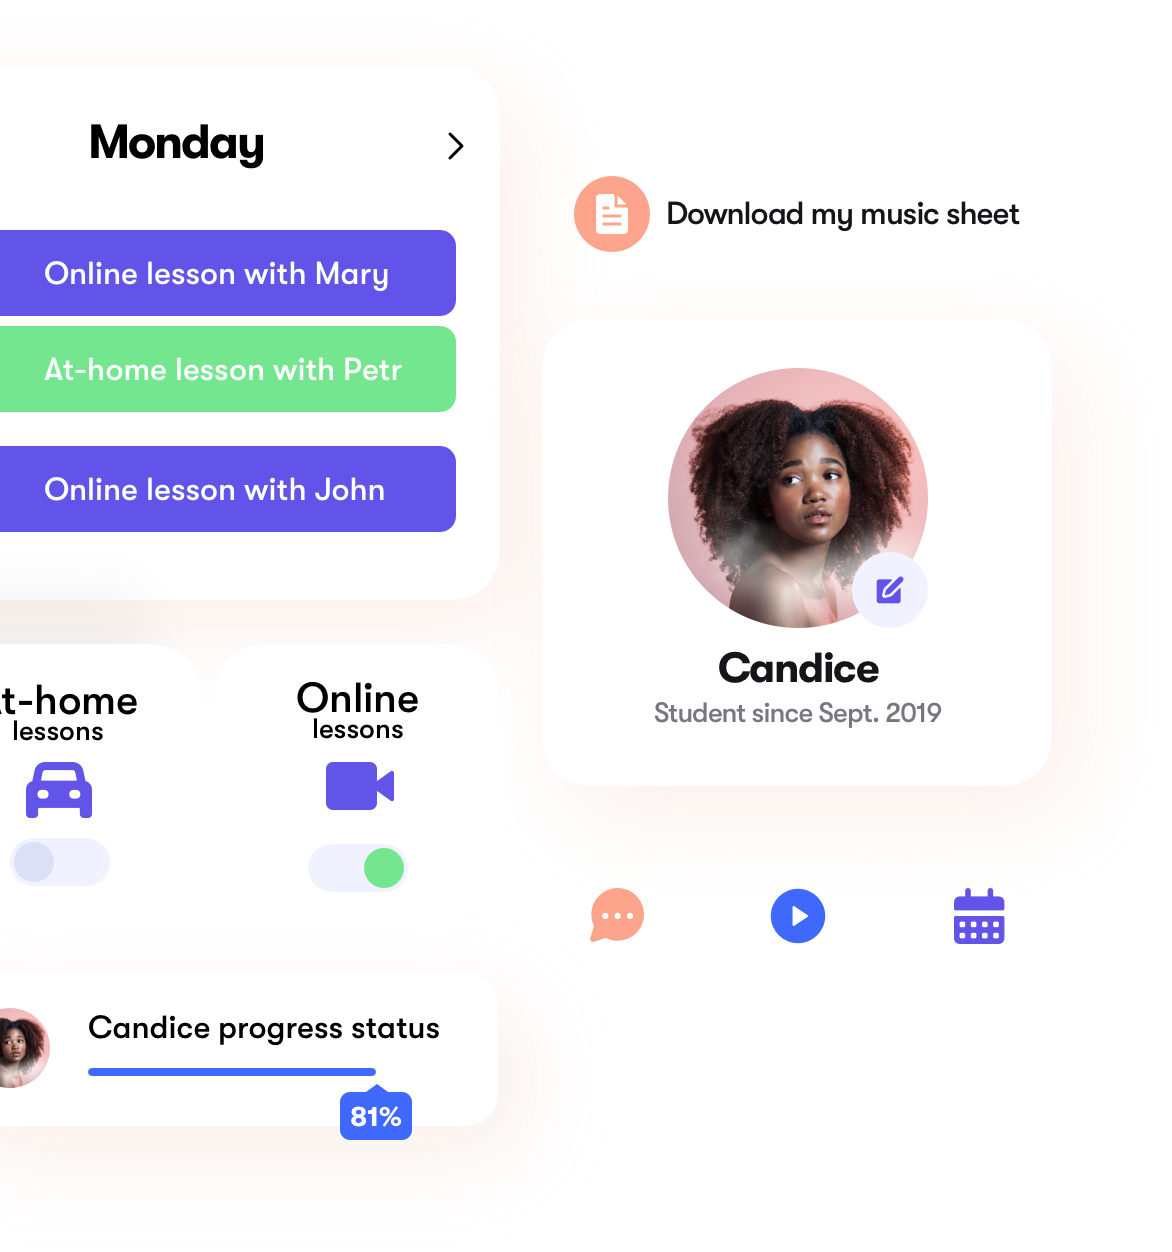 Monday
Online lesson with Mary
At-home lesson with Petr
Online lesson with John
Download my music sheet
Candice
Student since Sept. 2019
t-home
lessons
Online
lessons
Candice progress status
81%